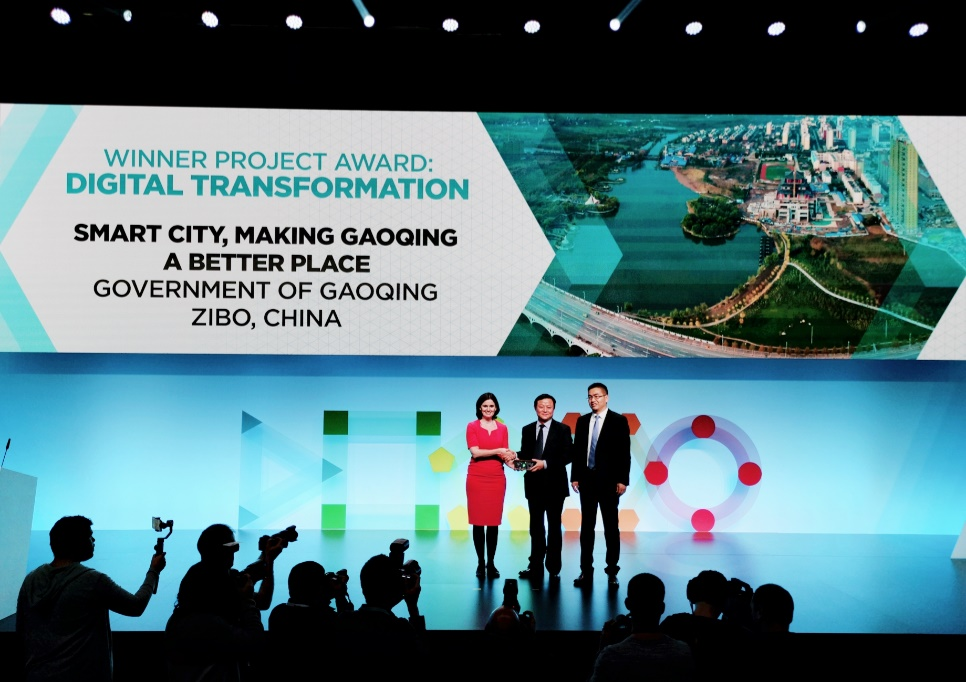 WINNER PROJECT AWARD:
DIGITAL TRANSFORMATION
SMART CITY, MAKING GAOQING
A BETTER PLACE
GOVERNMENT OF GAOQING
ZIBO, CHINA